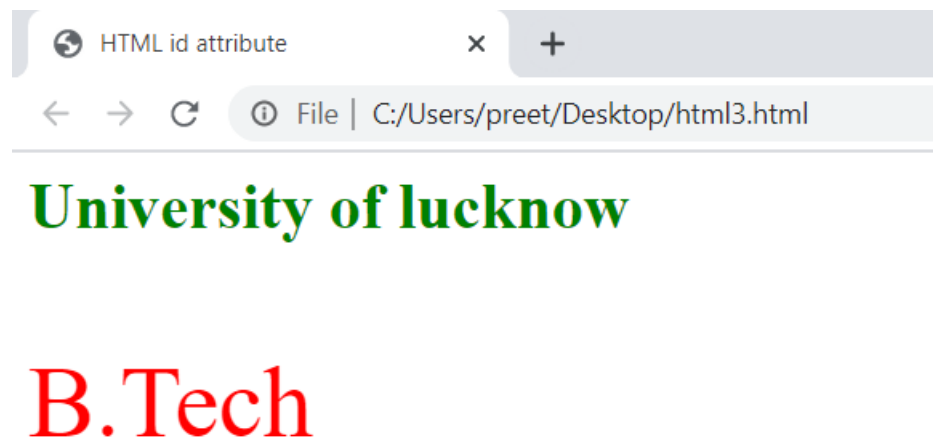 HTML id attribute
File | C:/Users/preet/Desktop/html3.html
University of lucknow
B.Tech